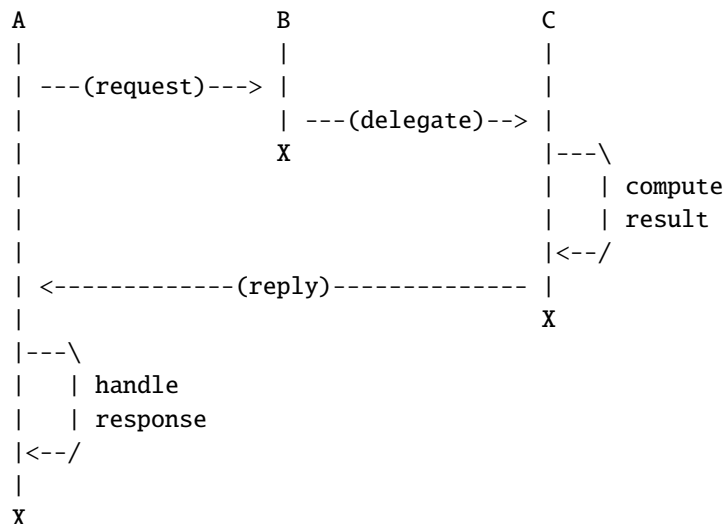 A B C
| | |
| ---(request)---> | |
| | ---(delegate)--> |
| X |---\
| | | compute
| | | result
| |<--/
| <-------------(reply)-------------- |
| X
|---\
| | handle
| | response
|<--/
|
X